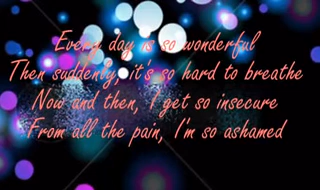 Every day is so wonderful
Then suddenly, it's so hard to breathe
Now and then, I get so insecure
From all the pain, I'm so ashamed